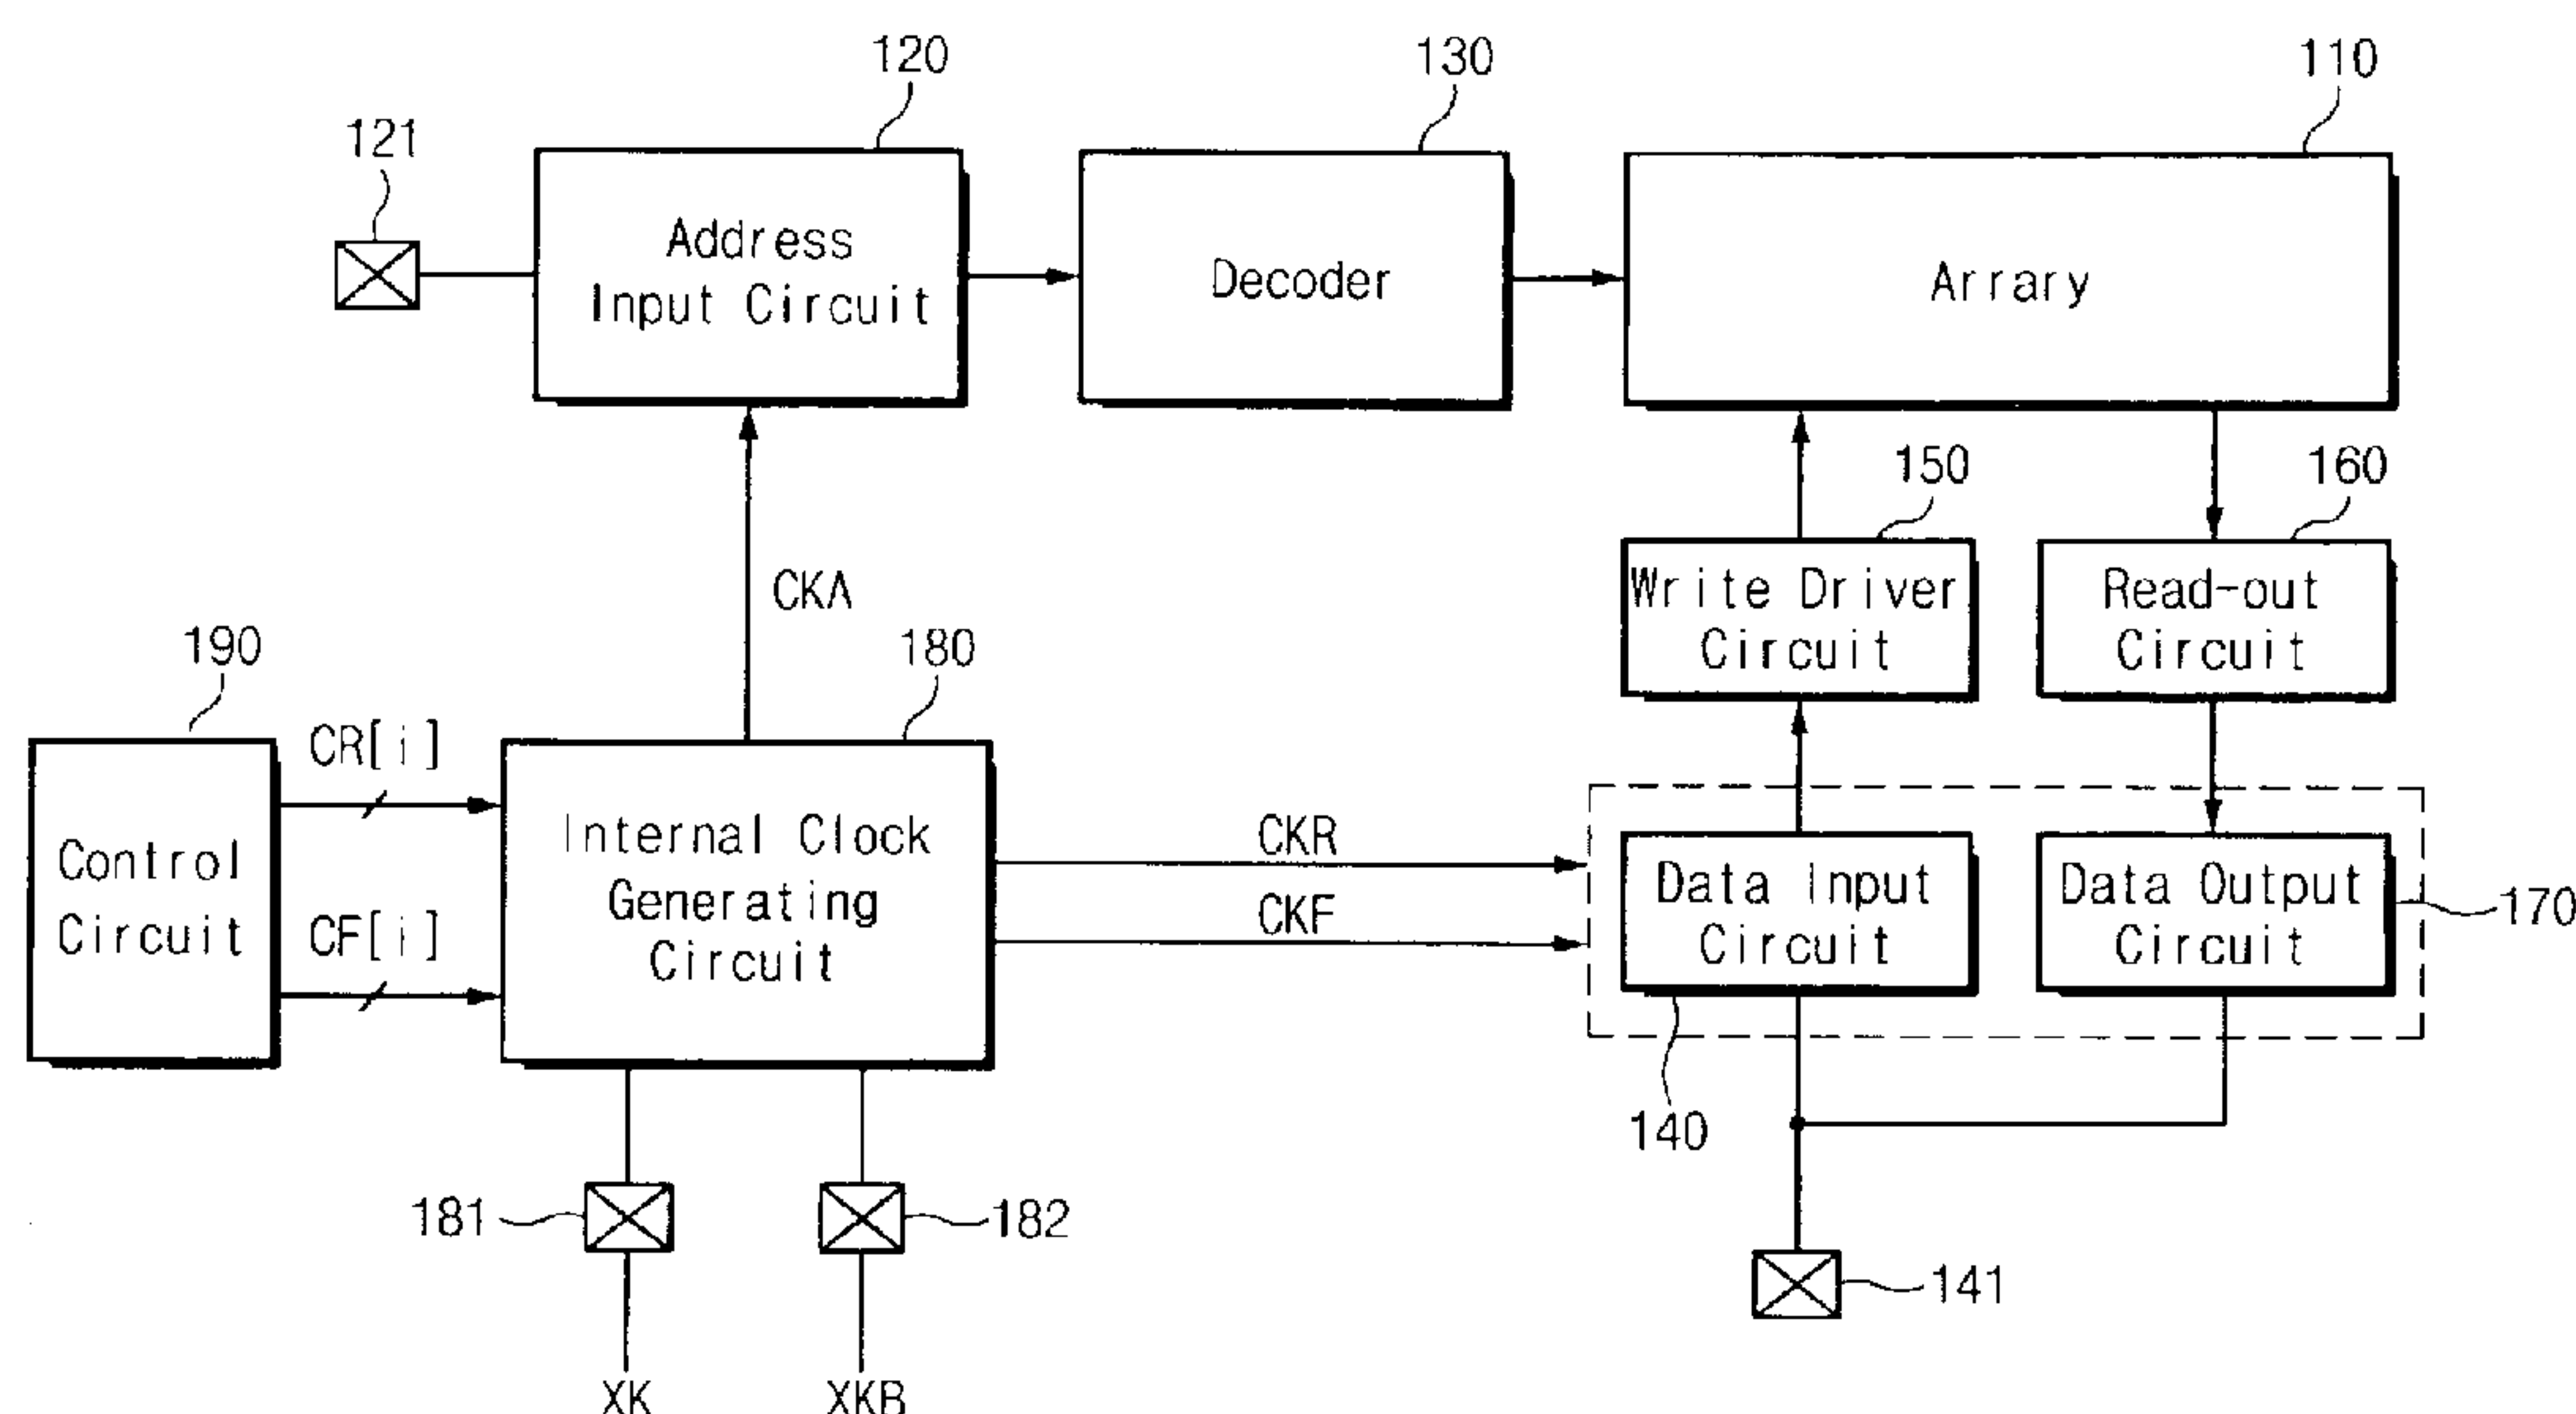 120
130
110
121
Address
Input Circuit
Decoder
Arrary
150
160
CKA
Write Driver
Circuit
Read-out
Circuit
190
180
CR[i]
CF[i]
Control
Circuit
Internal Clock
Generating
Circuit
CKR
CKF
Data Input
Circuit
Data Output
Circuit
170
140
181
182
141
XK
XKB